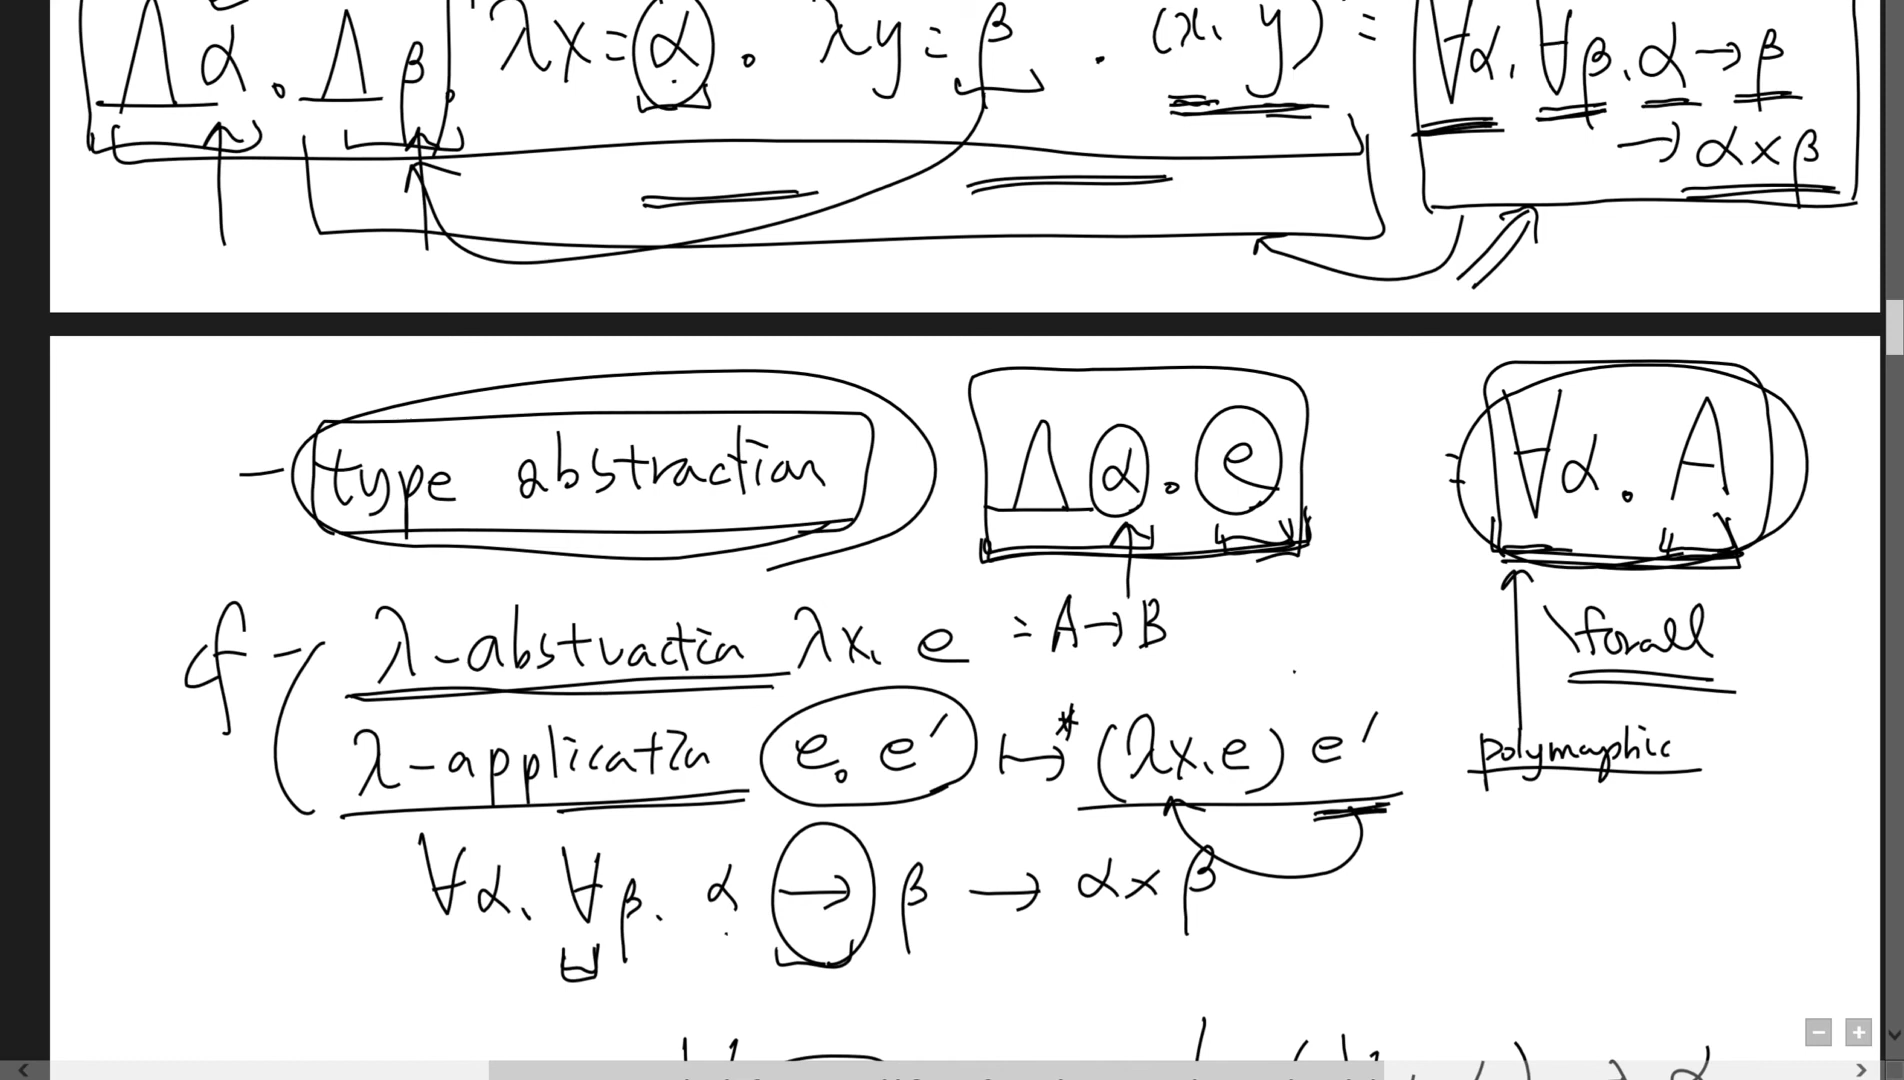 Λα. Λβ. λx=α. λy=β. (x, y) = ∀α. ∀β. α → β
→ α×β
- type abstraction Λα. e : ∀α. A
cf - λ-abstraction λx. e = A→B \forall
λ-application e. e′ ↦* (λx.e) e′ polymorphic
∀α. ∀β. α → β → α×β